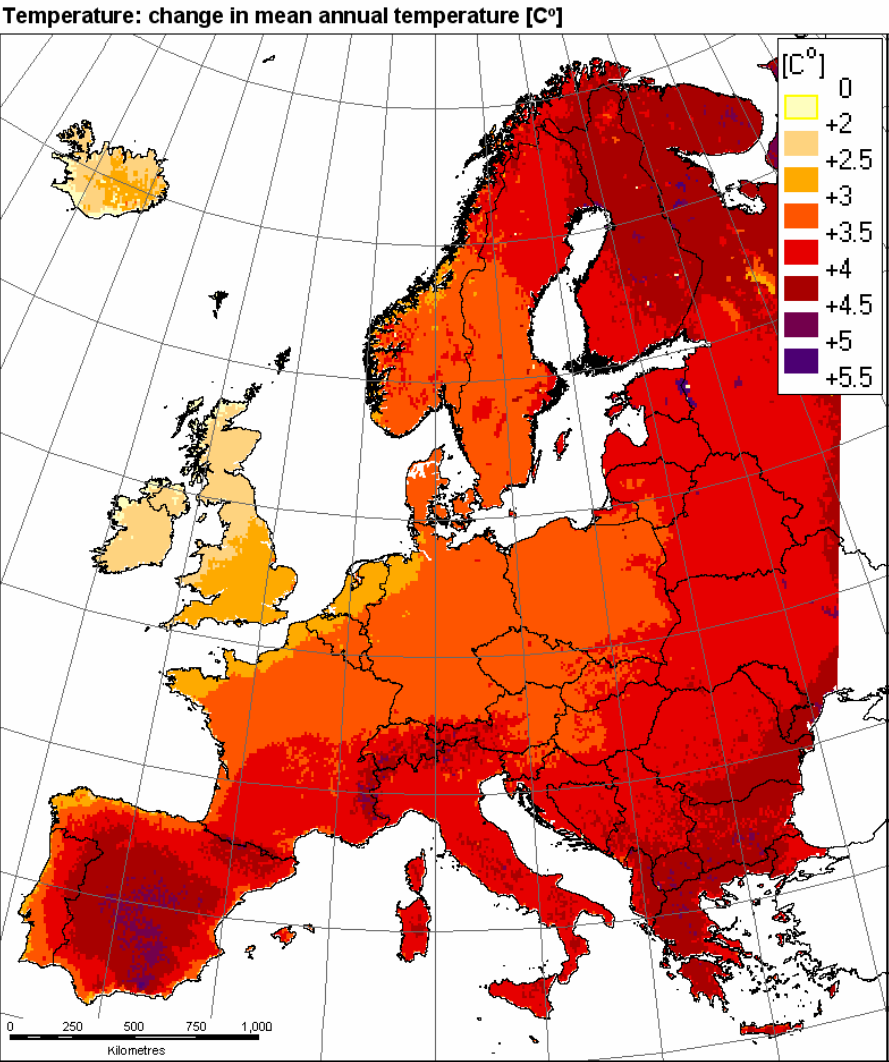 Temperature: change in mean annual temperature [Cº]
[C°]
0
+2
+2.5
+3
+3.5
+4
+4.5
+5
+5.5
0 250 500 750 1,000
Kilometres